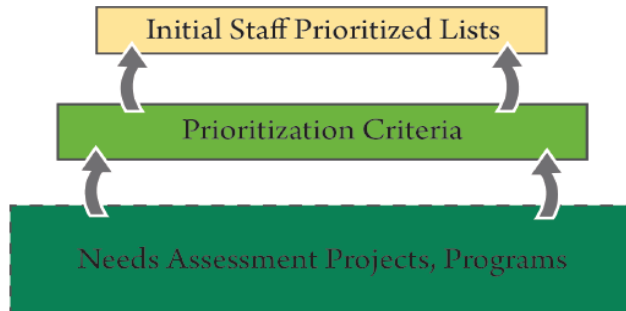 Initial Staff Prioritized Lists
Prioritization Criteria
Needs Assessment Projects, Programs